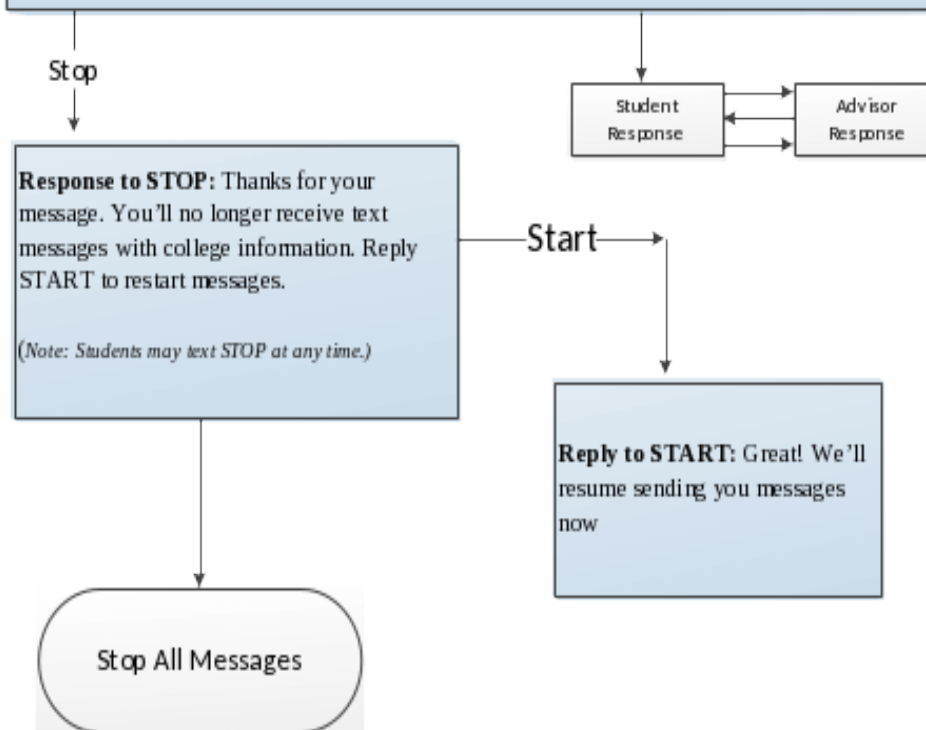 Stop
Student
Response
Advisor
Response
Response to STOP: Thanks for your
message. You’ll no longer receive text
messages with college information. Reply
START to restart messages.
(Note: Students may text STOP at any time.)
Start
Reply to START: Great! We’ll
resume sending you messages
now
Stop All Messages